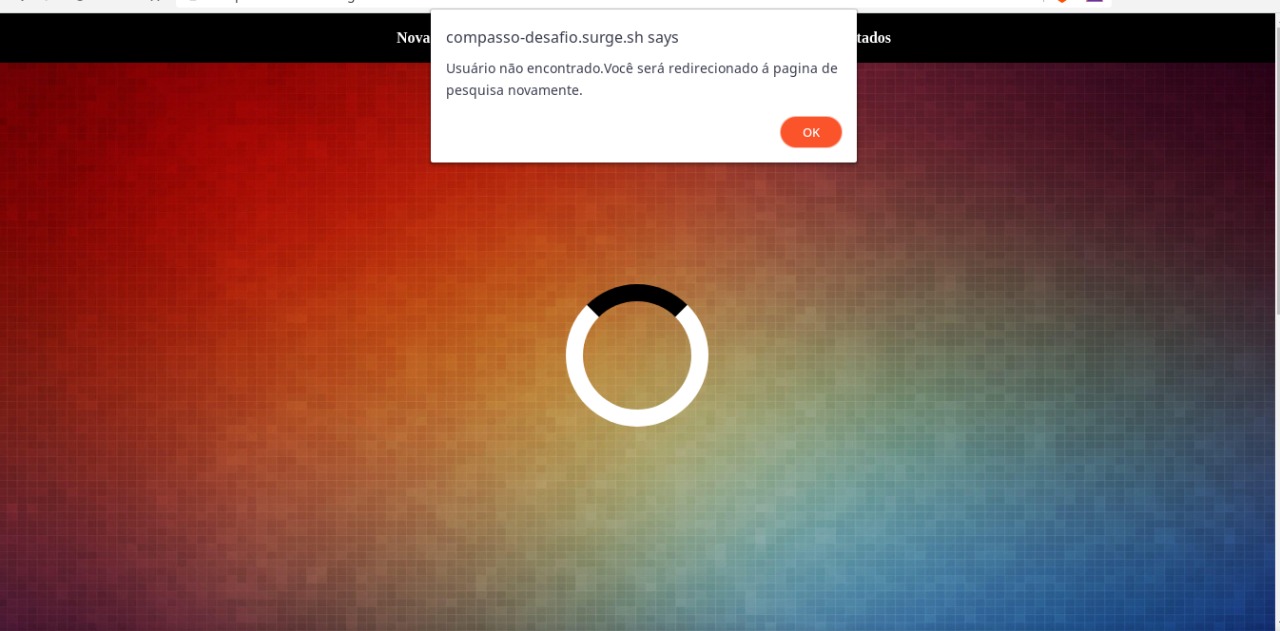 compasso-desafio.surge.sh says
Usuário não encontrado.Você será redirecionado á pagina de
pesquisa novamente.
OK
Nova
tados